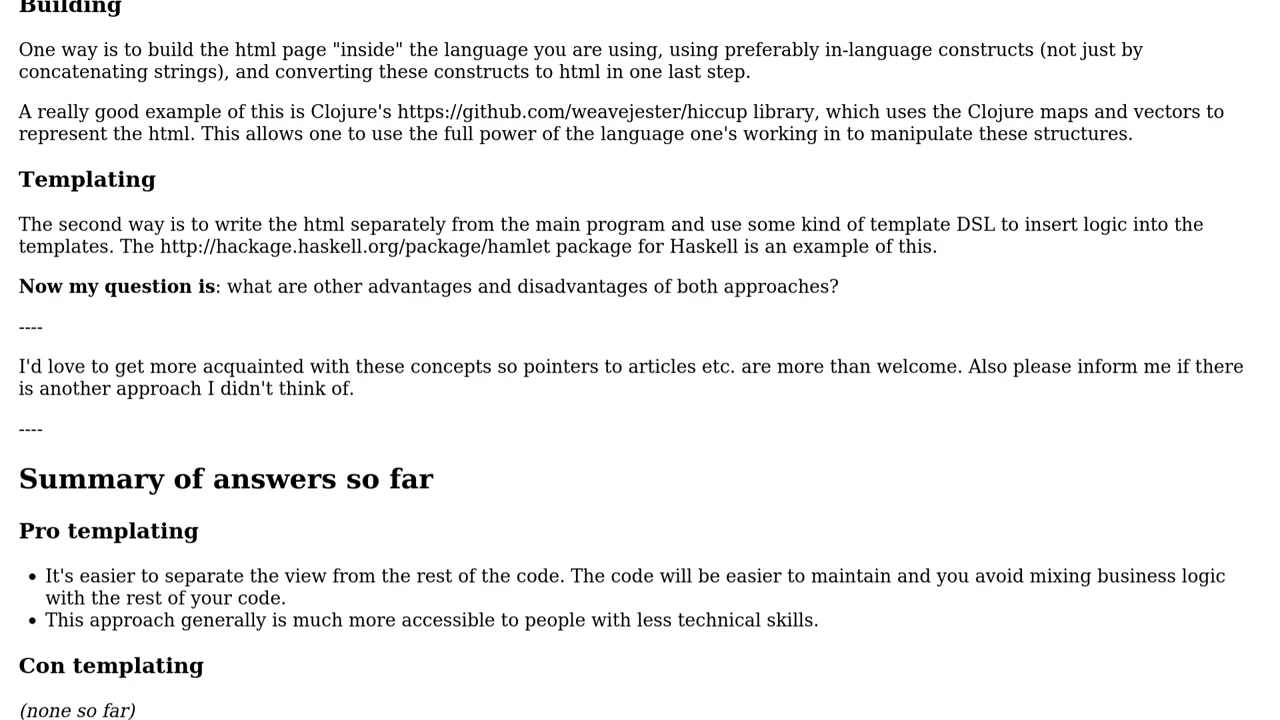 Building
One way is to build the html page "inside" the language you are using, using preferably in-language constructs (not just by
concatenating strings), and converting these constructs to html in one last step.
A really good example of this is Clojure's https://github.com/weavejester/hiccup library, which uses the Clojure maps and vectors to
represent the html. This allows one to use the full power of the language one's working in to manipulate these structures.
Templating
The second way is to write the html separately from the main program and use some kind of template DSL to insert logic into the
templates. The http://hackage.haskell.org/package/hamlet package for Haskell is an example of this.
Now my question is: what are other advantages and disadvantages of both approaches?
----
I'd love to get more acquainted with these concepts so pointers to articles etc. are more than welcome. Also please inform me if there
is another approach I didn't think of.
----
Summary of answers so far
Pro templating
• It's easier to separate the view from the rest of the code. The code will be easier to maintain and you avoid mixing business logic
with the rest of your code.
• This approach generally is much more accessible to people with less technical skills.
Con templating
(none so far)